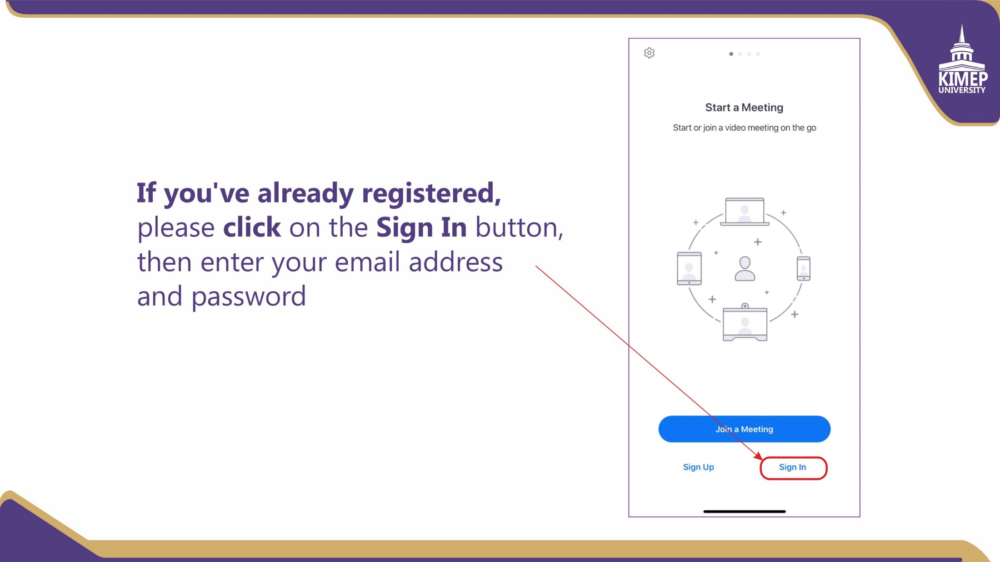 KIMEP
UNIVERSITY
If you've already registered,
please click on the Sign In button,
then enter your email address
and password
Start a Meeting
Start or join a video meeting on the go
Join a Meeting
Sign Up
Sign In